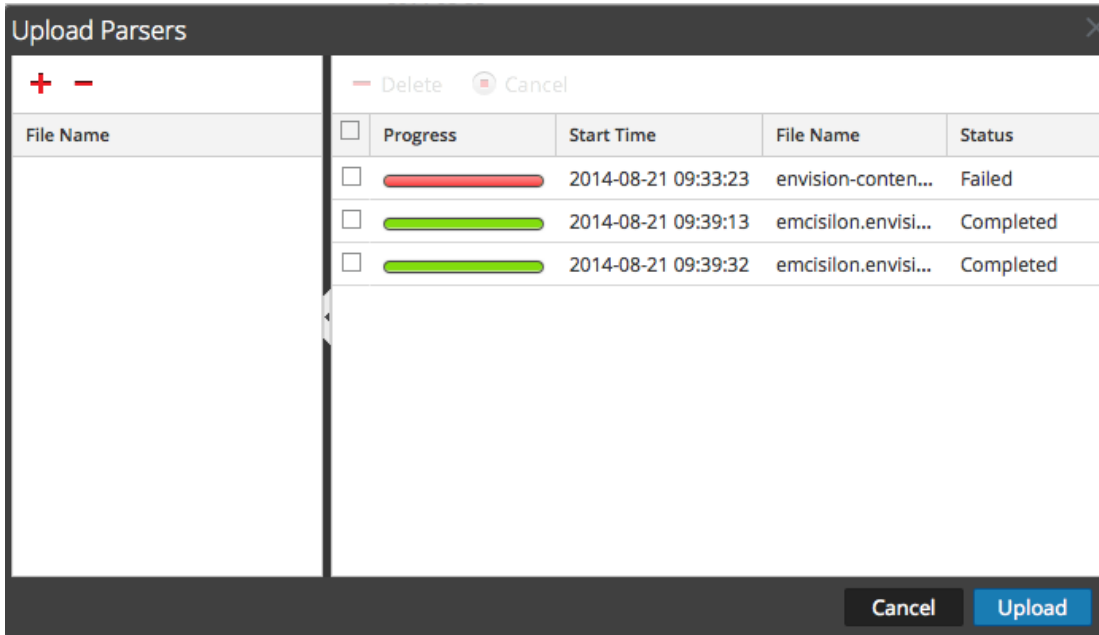 Upload Parsers
Delete Cancel
File Name
Progress Start Time File Name Status
2014-08-21 09:33:23 envision-conten... Failed
2014-08-21 09:39:13 emcisilon.envisi... Completed
2014-08-21 09:39:32 emcisilon.envisi... Completed
Cancel Upload